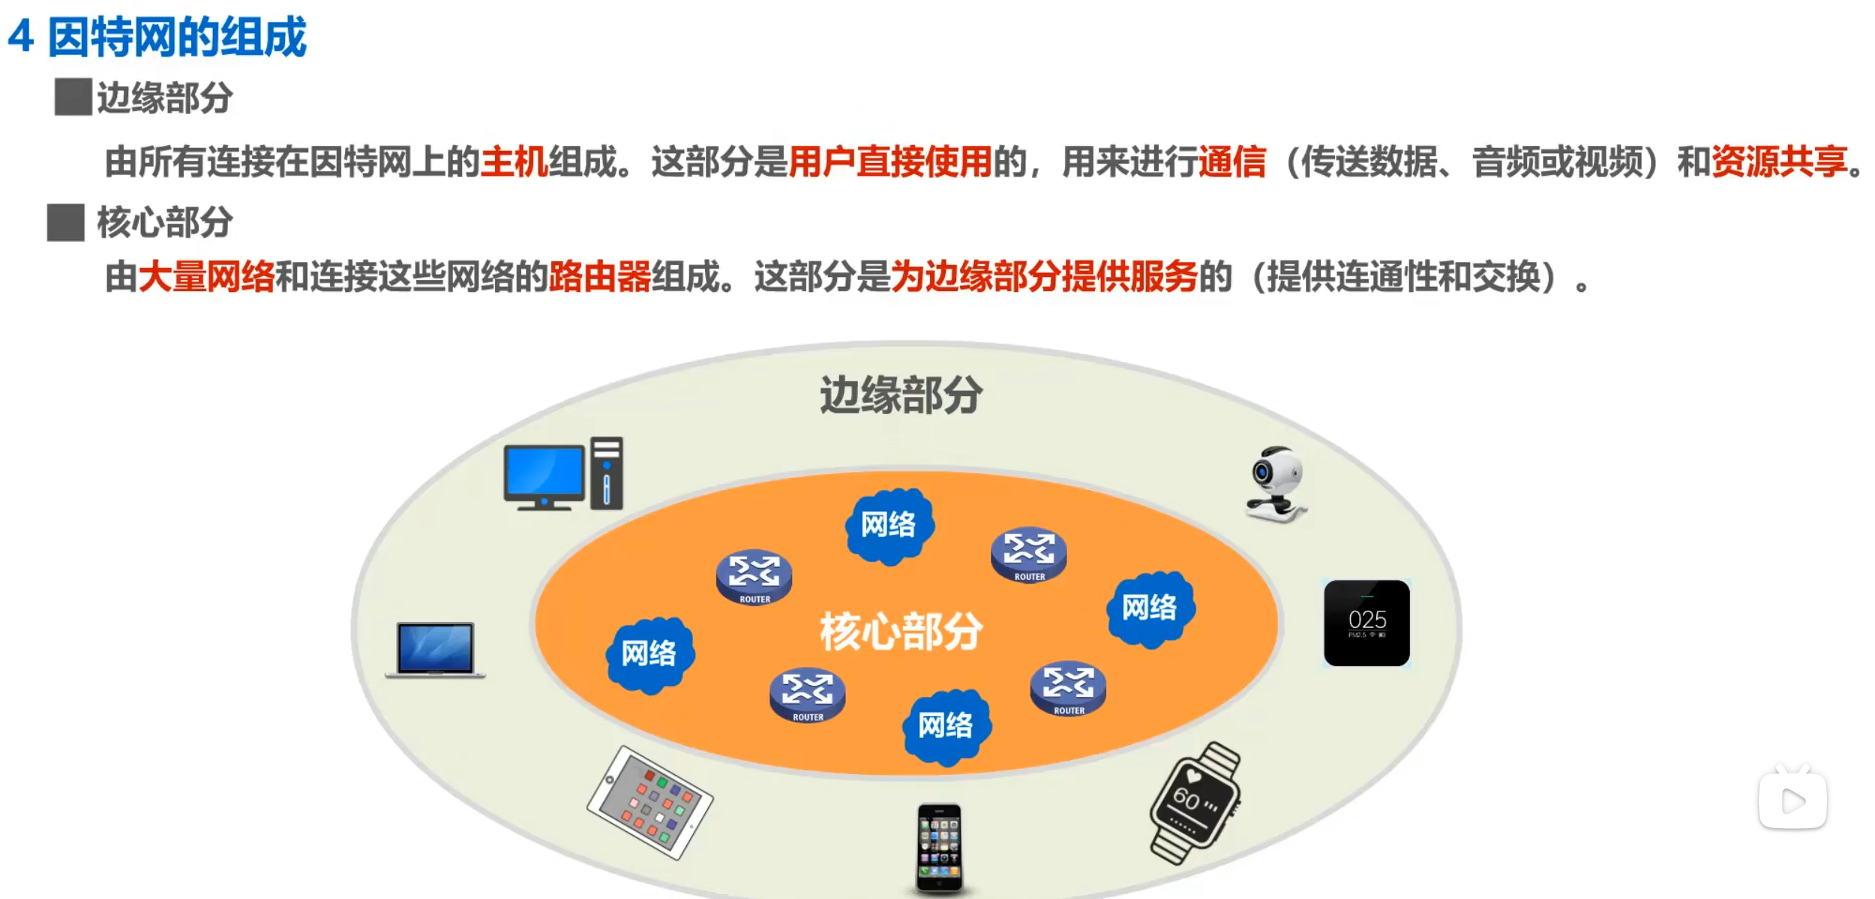 4 因特网的组成
边缘部分
由所有连接在因特网上的主机组成。这部分是用户直接使用的，用来进行通信（传送数据、音频或视频）和资源共享。
核心部分
由大量网络和连接这些网络的路由器组成。这部分是为边缘部分提供服务的（提供连通性和交换）。
边缘部分
网络
ROUTER
ROUTER
网络
核心部分
025
PM2.5
网络
ROUTER
ROUTER
网络
60